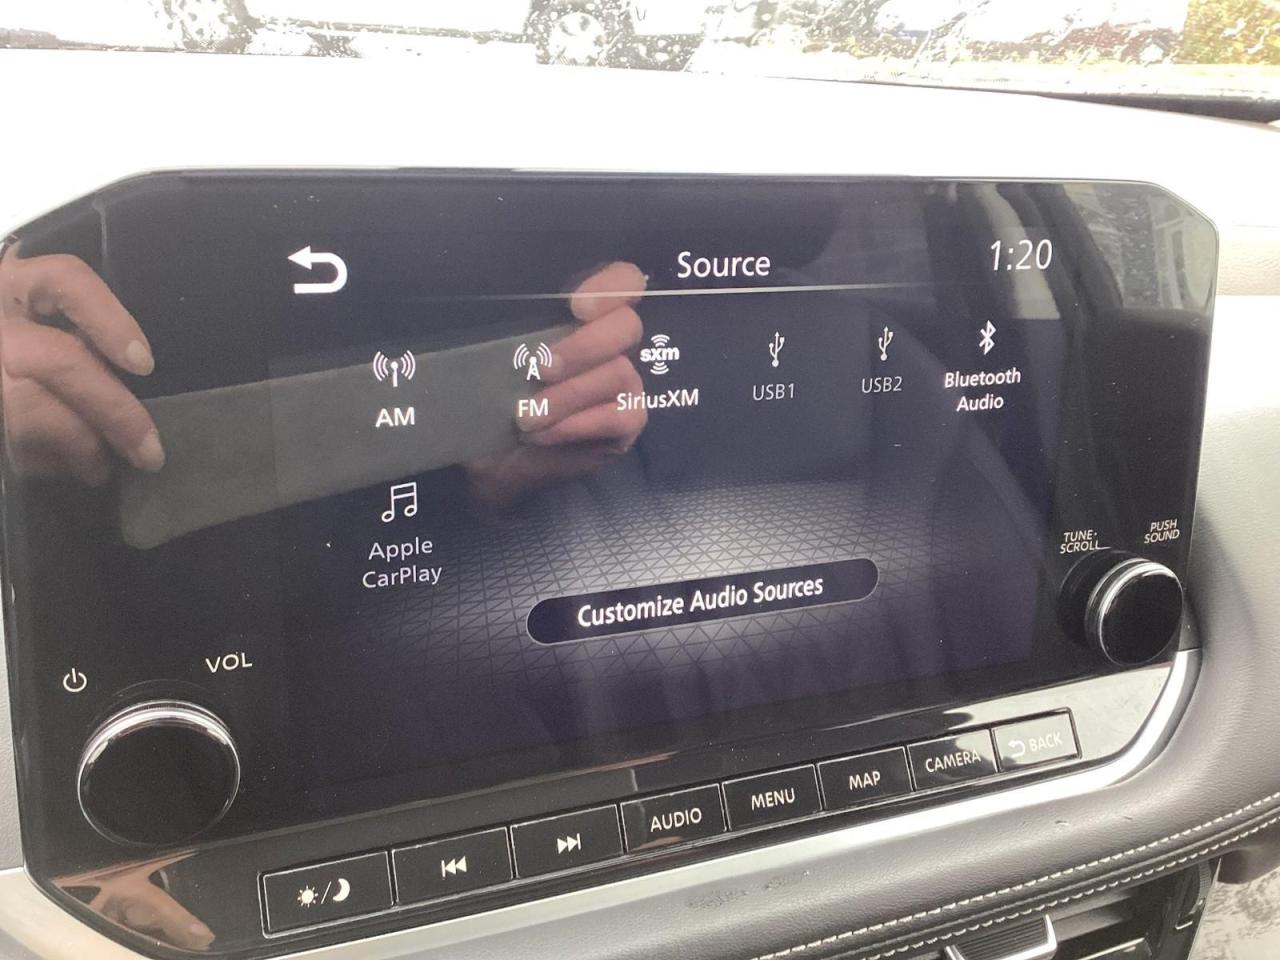 Source
1:20
AM
FM
sxm
SiriusXM
USB1
USB2
Bluetooth
Audio
Apple
CarPlay
Customize Audio Sources
TUNE·
SCROLL
PUSH
SOUND
VOL
AUDIO
MENU
MAP
CAMERA
BACK